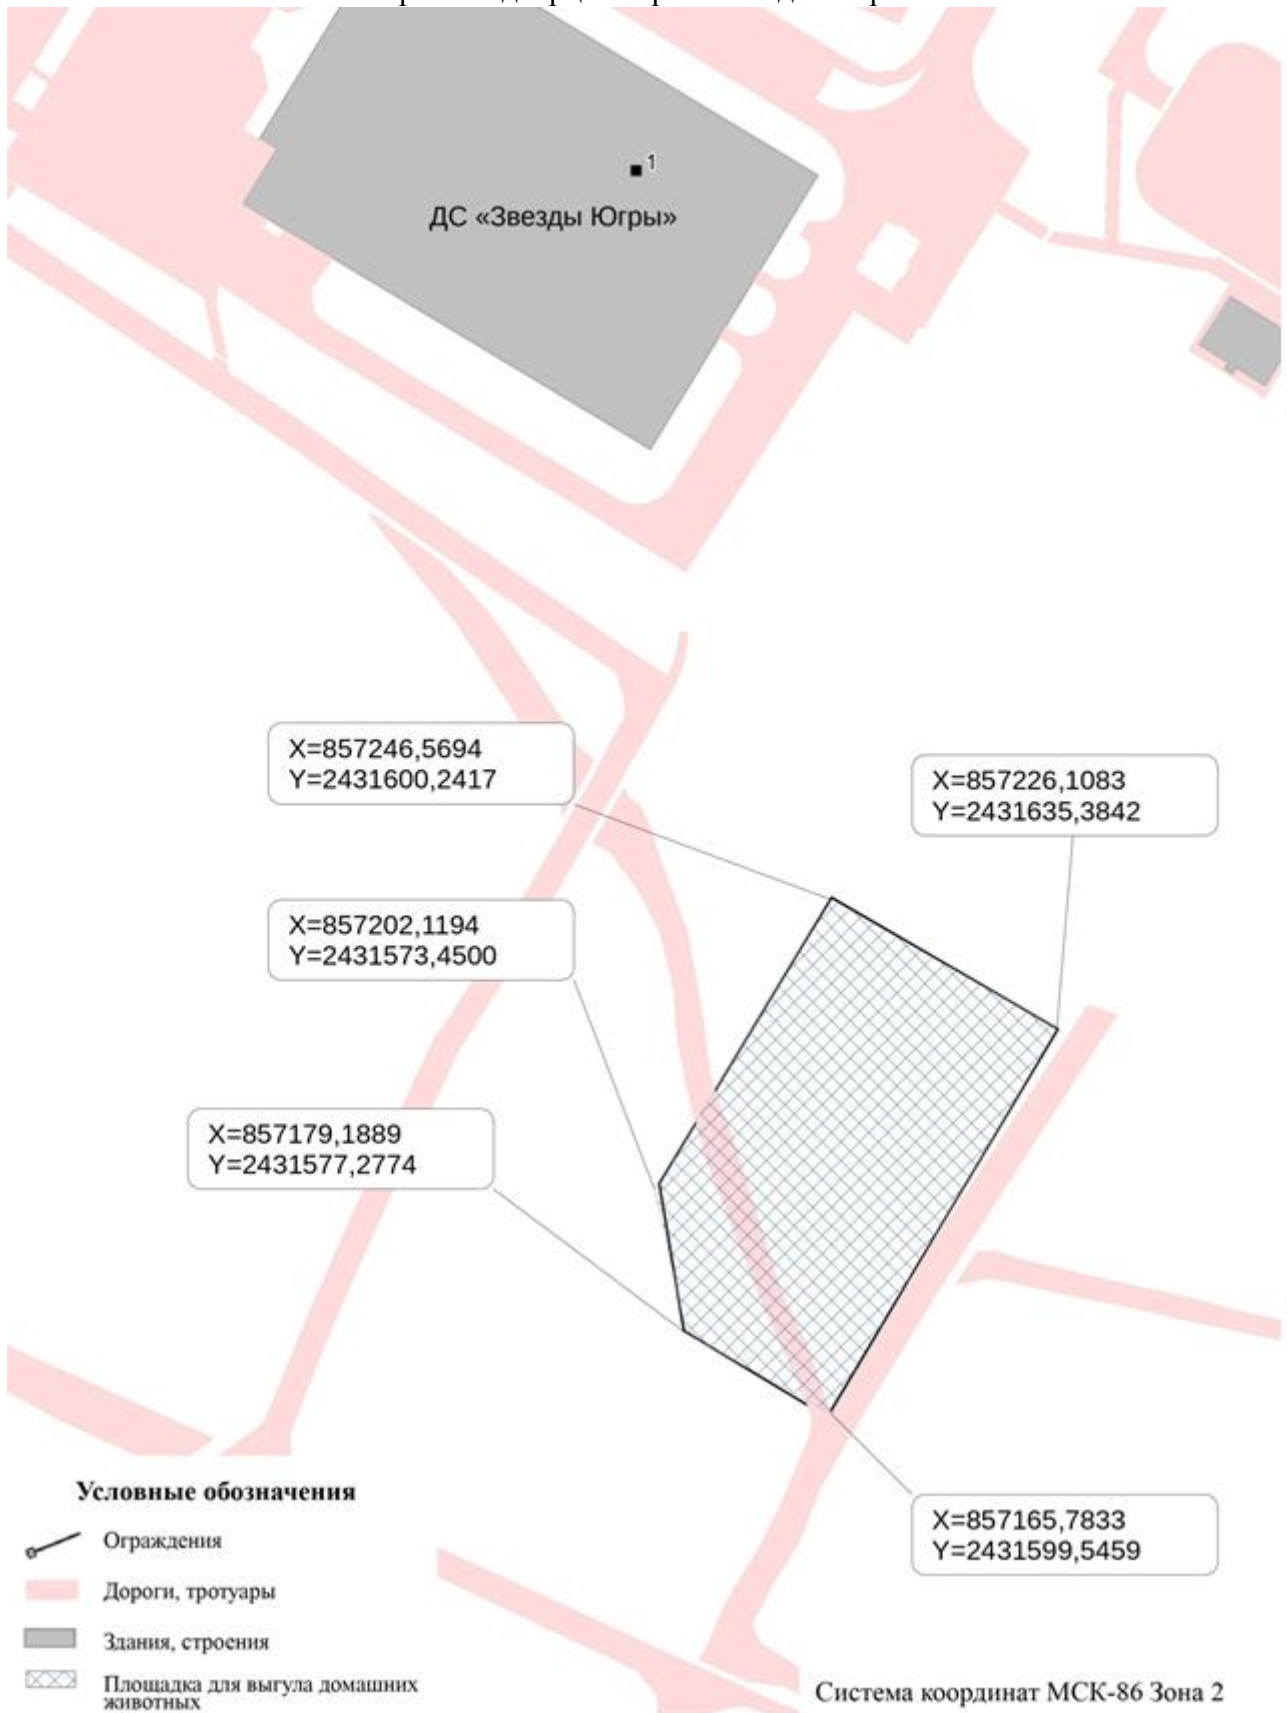 1
ДС «Звезды Югры»
X=857246,5694
Y=2431600,2417
X=857226,1083
Y=2431635,3842
X=857202,1194
Y=2431573,4500
X=857179,1889
Y=2431577,2774
X=857165,7833
Y=2431599,5459
Условные обозначения
Ограждения
Дороги, тротуары
Здания, строения
Площадка для выгула домашних
животных
Система координат МСК-86 Зона 2